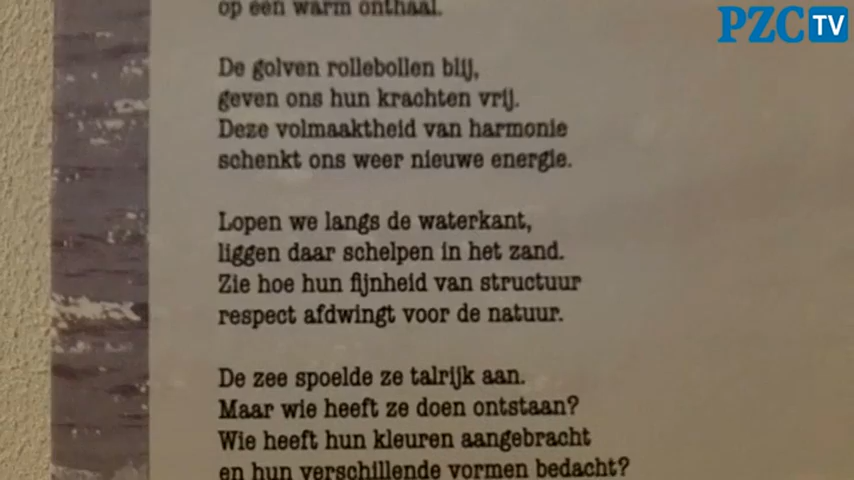 PZC TV
op een warm onthaal.
De golven rollebollen blij,
geven ons hun krachten vrij.
Deze volmaaktheid van harmonie
schenkt ons weer nieuwe energie.
Lopen we langs de waterkant,
liggen daar schelpen in het zand.
Zie hoe hun fijnheid van structuur
respect afdwingt voor de natuur.
De zee spoelde ze talrijk aan.
Maar wie heeft ze doen ontstaan?
Wie heeft hun kleuren aangebracht
en hun verschillende vormen bedacht?